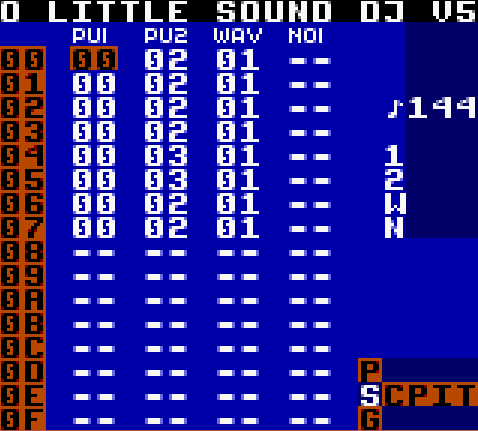 O LITTLE SOUND DJ V5
PU1 PU2 WAV NOI
00 00 02 01 --
01 00 02 01 --
02 00 02 01 -- ♪144
03 00 02 01 --
04 00 03 01 -- 1
05 00 03 01 -- 2
06 00 02 01 -- W
07 00 02 01 -- N
08 -- -- -- --
09 -- -- -- --
0A -- -- -- --
0B -- -- -- --
0C -- -- -- --
0D -- -- -- -- P
0E -- -- -- -- SCPIT
0F -- -- -- -- G